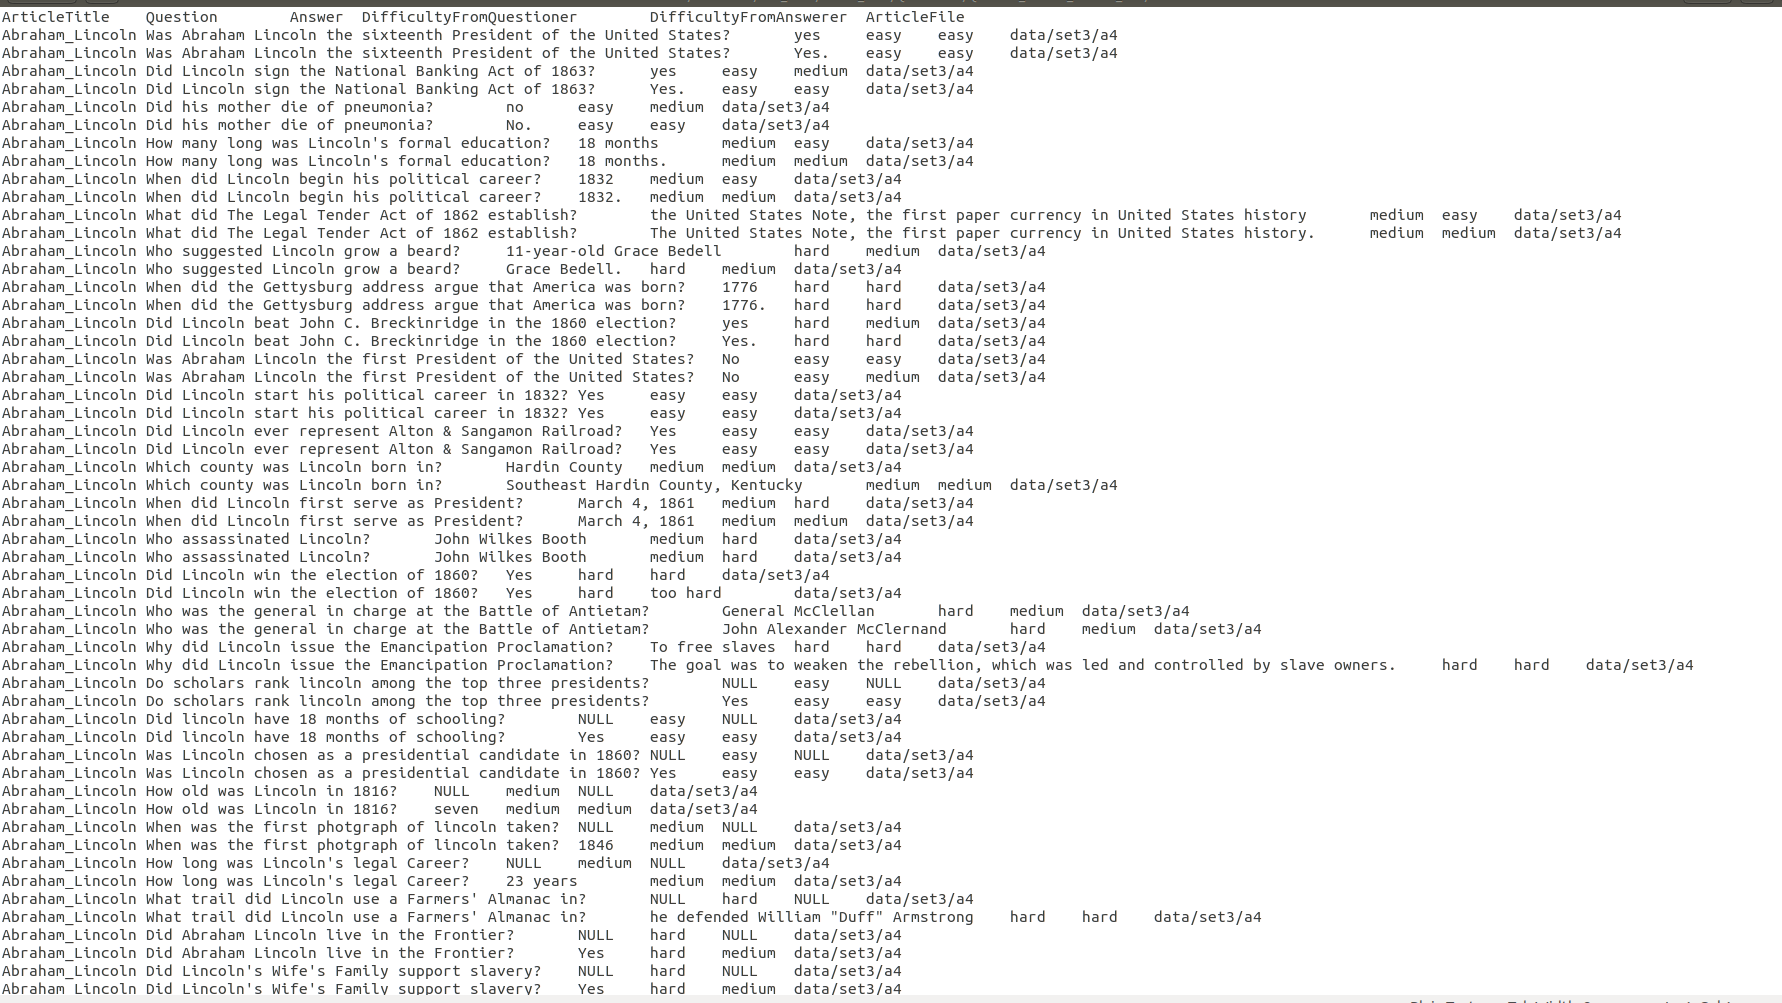 ArticleTitle Question Answer DifficultyFromQuestioner DifficultyFromAnswerer ArticleFile
Abraham_Lincoln Was Abraham Lincoln the sixteenth President of the United States? yes easy easy data/set3/a4
Abraham_Lincoln Was Abraham Lincoln the sixteenth President of the United States? Yes. easy easy data/set3/a4
Abraham_Lincoln Did Lincoln sign the National Banking Act of 1863? yes easy medium data/set3/a4
Abraham_Lincoln Did Lincoln sign the National Banking Act of 1863? Yes. easy easy data/set3/a4
Abraham_Lincoln Did his mother die of pneumonia? no easy medium data/set3/a4
Abraham_Lincoln Did his mother die of pneumonia? No. easy easy data/set3/a4
Abraham_Lincoln How many long was Lincoln's formal education? 18 months medium easy data/set3/a4
Abraham_Lincoln How many long was Lincoln's formal education? 18 months. medium medium data/set3/a4
Abraham_Lincoln When did Lincoln begin his political career? 1832 medium easy data/set3/a4
Abraham_Lincoln When did Lincoln begin his political career? 1832. medium medium data/set3/a4
Abraham_Lincoln What did The Legal Tender Act of 1862 establish? the United States Note, the first paper currency in United States history medium easy data/set3/a4
Abraham_Lincoln What did The Legal Tender Act of 1862 establish? The United States Note, the first paper currency in United States history. medium medium data/set3/a4
Abraham_Lincoln Who suggested Lincoln grow a beard? 11-year-old Grace Bedell hard medium data/set3/a4
Abraham_Lincoln Who suggested Lincoln grow a beard? Grace Bedell. hard medium data/set3/a4
Abraham_Lincoln When did the Gettysburg address argue that America was born? 1776 hard hard data/set3/a4
Abraham_Lincoln When did the Gettysburg address argue that America was born? 1776. hard hard data/set3/a4
Abraham_Lincoln Did Lincoln beat John C. Breckinridge in the 1860 election? yes hard medium data/set3/a4
Abraham_Lincoln Did Lincoln beat John C. Breckinridge in the 1860 election? Yes. hard hard data/set3/a4
Abraham_Lincoln Was Abraham Lincoln the first President of the United States? No easy easy data/set3/a4
Abraham_Lincoln Was Abraham Lincoln the first President of the United States? No easy medium data/set3/a4
Abraham_Lincoln Did Lincoln start his political career in 1832? Yes easy easy data/set3/a4
Abraham_Lincoln Did Lincoln start his political career in 1832? Yes easy easy data/set3/a4
Abraham_Lincoln Did Lincoln ever represent Alton & Sangamon Railroad? Yes easy easy data/set3/a4
Abraham_Lincoln Did Lincoln ever represent Alton & Sangamon Railroad? Yes easy easy data/set3/a4
Abraham_Lincoln Which county was Lincoln born in? Hardin County medium medium data/set3/a4
Abraham_Lincoln Which county was Lincoln born in? Southeast Hardin County, Kentucky medium medium data/set3/a4
Abraham_Lincoln When did Lincoln first serve as President? March 4, 1861 medium hard data/set3/a4
Abraham_Lincoln When did Lincoln first serve as President? March 4, 1861 medium medium data/set3/a4
Abraham_Lincoln Who assassinated Lincoln? John Wilkes Booth medium hard data/set3/a4
Abraham_Lincoln Who assassinated Lincoln? John Wilkes Booth medium hard data/set3/a4
Abraham_Lincoln Did Lincoln win the election of 1860? Yes hard hard data/set3/a4
Abraham_Lincoln Did Lincoln win the election of 1860? Yes hard too hard data/set3/a4
Abraham_Lincoln Who was the general in charge at the Battle of Antietam? General McClellan hard medium data/set3/a4
Abraham_Lincoln Who was the general in charge at the Battle of Antietam? John Alexander McClernand hard medium data/set3/a4
Abraham_Lincoln Why did Lincoln issue the Emancipation Proclamation? To free slaves hard hard data/set3/a4
Abraham_Lincoln Why did Lincoln issue the Emancipation Proclamation? The goal was to weaken the rebellion, which was led and controlled by slave owners. hard hard data/set3/a4
Abraham_Lincoln Do scholars rank lincoln among the top three presidents? NULL easy NULL data/set3/a4
Abraham_Lincoln Do scholars rank lincoln among the top three presidents? Yes easy easy data/set3/a4
Abraham_Lincoln Did lincoln have 18 months of schooling? NULL easy NULL data/set3/a4
Abraham_Lincoln Did lincoln have 18 months of schooling? Yes easy easy data/set3/a4
Abraham_Lincoln Was Lincoln chosen as a presidential candidate in 1860? NULL easy NULL data/set3/a4
Abraham_Lincoln Was Lincoln chosen as a presidential candidate in 1860? Yes easy easy data/set3/a4
Abraham_Lincoln How old was Lincoln in 1816? NULL medium NULL data/set3/a4
Abraham_Lincoln How old was Lincoln in 1816? seven medium medium data/set3/a4
Abraham_Lincoln When was the first photgraph of lincoln taken? NULL medium NULL data/set3/a4
Abraham_Lincoln When was the first photgraph of lincoln taken? 1846 medium medium data/set3/a4
Abraham_Lincoln How long was Lincoln's legal Career? NULL medium NULL data/set3/a4
Abraham_Lincoln How long was Lincoln's legal Career? 23 years medium medium data/set3/a4
Abraham_Lincoln What trail did Lincoln use a Farmers' Almanac in? NULL hard NULL data/set3/a4
Abraham_Lincoln What trail did Lincoln use a Farmers' Almanac in? he defended William "Duff" Armstrong hard hard data/set3/a4
Abraham_Lincoln Did Abraham Lincoln live in the Frontier? NULL hard NULL data/set3/a4
Abraham_Lincoln Did Abraham Lincoln live in the Frontier? Yes hard medium data/set3/a4
Abraham_Lincoln Did Lincoln's Wife's Family support slavery? NULL hard NULL data/set3/a4
Abraham_Lincoln Did Lincoln's Wife's Family support slavery? Yes hard medium data/set3/a4